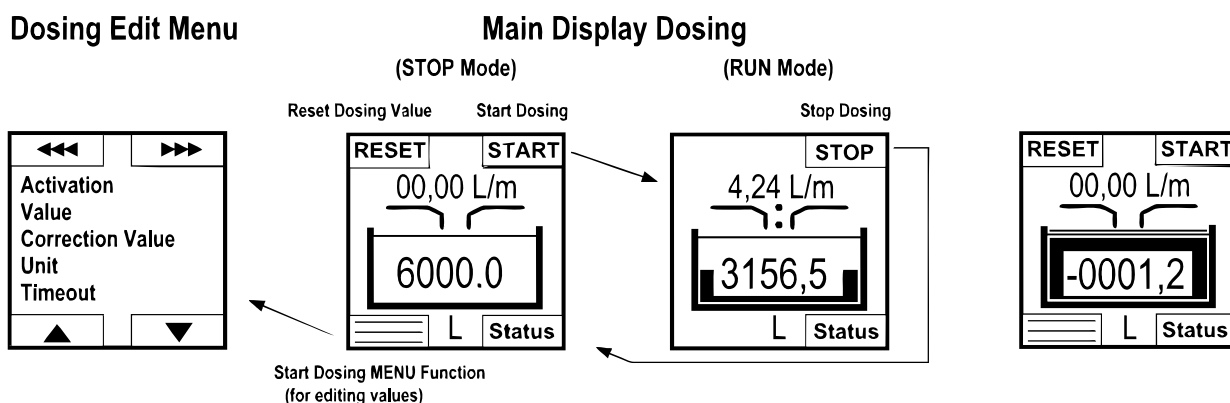 Dosing Edit Menu
Main Display Dosing
(STOP Mode)
(RUN Mode)
Reset Dosing Value
Start Dosing
Stop Dosing
Activation
Value
Correction Value
Unit
Timeout
RESET
START
00,00 L/m
6000.0
L
Status
STOP
4,24 L/m
3156,5
L
Status
RESET
START
00,00 L/m
-0001,2
L
Status
Start Dosing MENU Function
(for editing values)